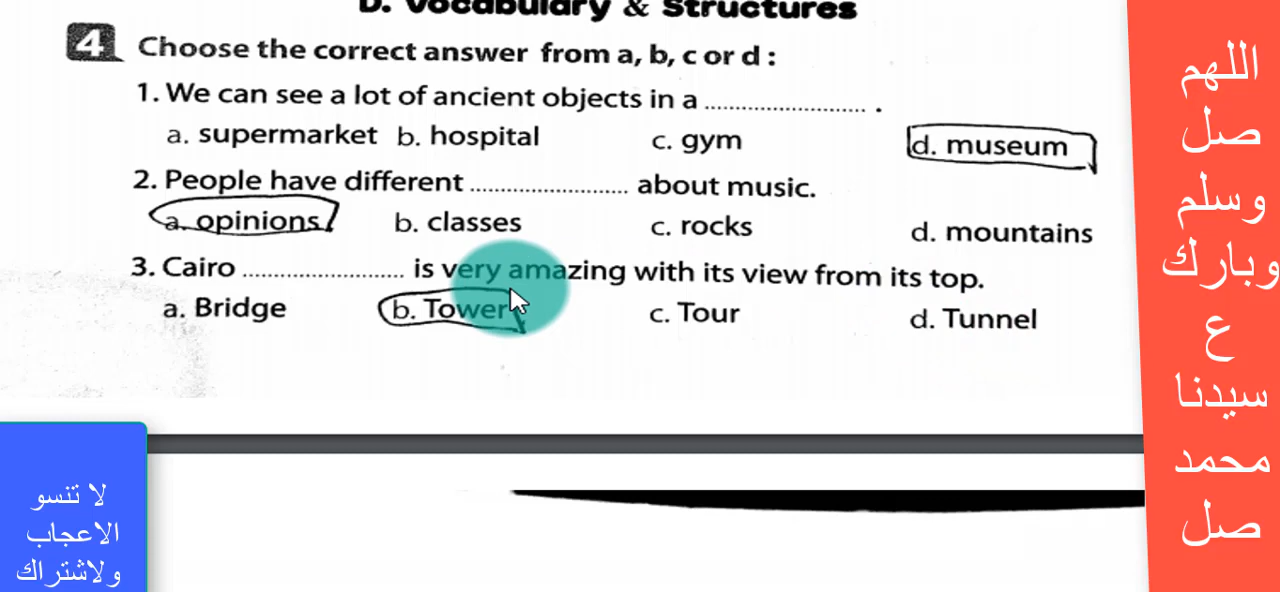 D. Vocabulary & Structures
4 Choose the correct answer from a, b, c or d :
1. We can see a lot of ancient objects in a ........................ .
a. supermarket b. hospital c. gym d. museum
2. People have different ........................ about music.
a. opinions b. classes c. rocks d. mountains
3. Cairo ........................ is very amazing with its view from its top.
a. Bridge b. Tower c. Tour d. Tunnel
اللهم
صل
وسلم
وبارك
ع
سيدنا
محمد
صل
لا تنسو
الاعجاب
ولاشتراك